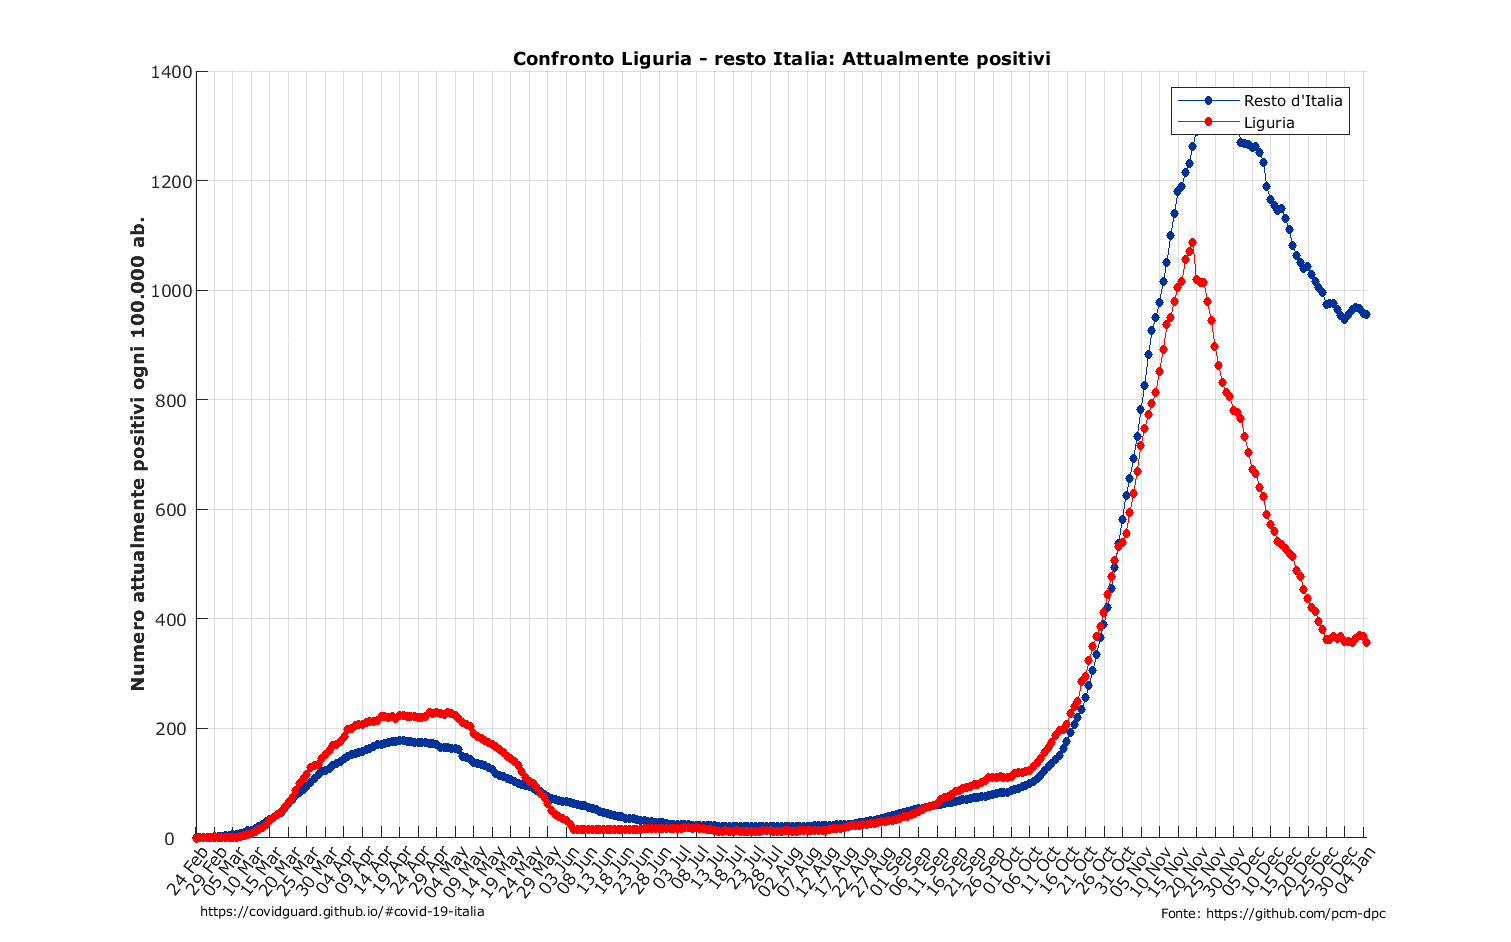 Confronto Liguria - resto Italia: Attualmente positivi
Numero attualmente positivi ogni 100.000 ab.
1400
1200
1000
800
600
400
200
0
Resto d'Italia
Liguria
24 Feb
29 Feb
05 Mar
10 Mar
15 Mar
20 Mar
25 Mar
30 Mar
04 Apr
09 Apr
14 Apr
19 Apr
24 Apr
29 Apr
04 May
09 May
14 May
19 May
24 May
29 May
03 Jun
08 Jun
13 Jun
18 Jun
23 Jun
28 Jun
03 Jul
08 Jul
13 Jul
18 Jul
23 Jul
28 Jul
02 Aug
07 Aug
12 Aug
17 Aug
22 Aug
27 Aug
01 Sep
06 Sep
11 Sep
16 Sep
21 Sep
26 Sep
01 Oct
06 Oct
11 Oct
16 Oct
21 Oct
26 Oct
31 Oct
05 Nov
10 Nov
15 Nov
20 Nov
25 Nov
30 Nov
05 Dec
10 Dec
15 Dec
20 Dec
25 Dec
30 Dec
04 Jan
https://covidguard.github.io/#covid-19-italia
Fonte: https://github.com/pcm-dpc